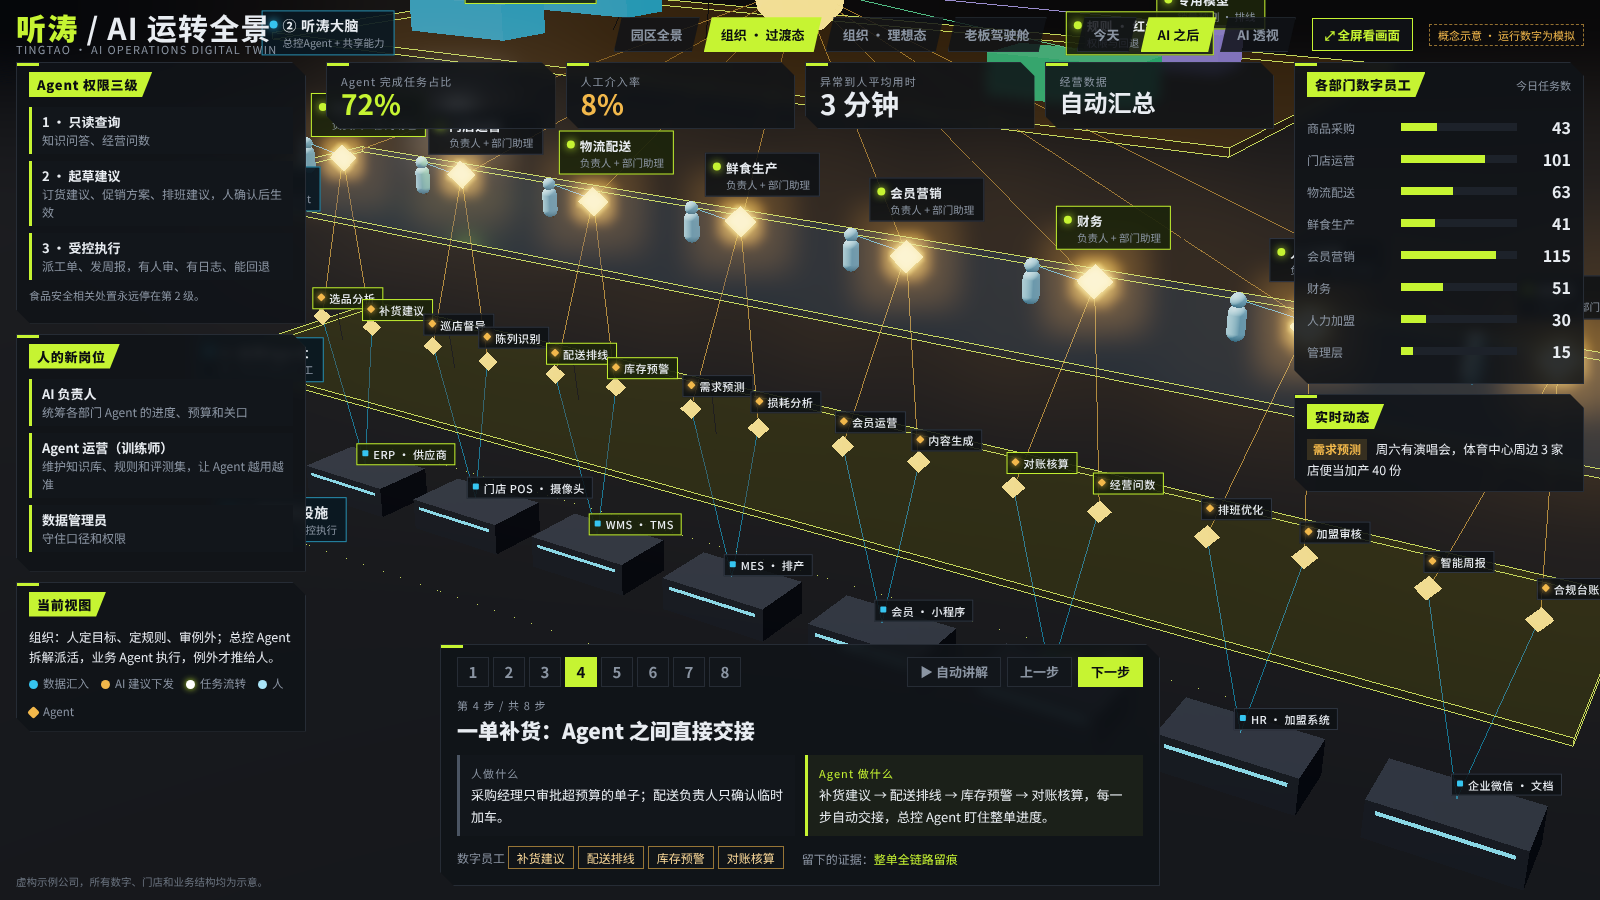 听涛 / AI 运转全景
TINGTAO · AI OPERATIONS DIGITAL TWIN
② 听涛大脑
总控Agent + 共享能力
园区全景
组织 · 过渡态
组织 · 理想态
老板驾驶舱
今天
AI 之后
AI 透视
⤢ 全屏看画面
概念示意 · 运行数字为模拟
Agent 权限三级
1 · 只读查询
知识问答、经营问数
2 · 起草建议
订货建议、促销方案、排班建议，人确认后生
效
3 · 受控执行
派工单、发周报，有人审、有日志、能回退
食品安全相关处置永远停在第 2 级。
人的新岗位
AI 负责人
统筹各部门 Agent 的进度、预算和关口
Agent 运营（训练师）
维护知识库、规则和评测集，让 Agent 越用越
准
数据管理员
守住口径和权限
当前视图
组织：人定目标、定规则、审例外；总控 Agent
拆解派活，业务 Agent 执行，例外才推给人。
数据汇入
AI 建议下发
任务流转
人
Agent
虚构示例公司，所有数字、门店和业务结构均为示意。
Agent 完成任务占比
72%
人工介入率
8%
异常到人平均用时
3 分钟
经营数据
自动汇总
负责人 + 部门助理
物流配送
负责人 + 部门助理
鲜食生产
负责人 + 部门助理
会员营销
负责人 + 部门助理
财务
负责人 + 部门助理
选品分析
补货建议
巡店督导
陈列识别
配送排线
库存预警
需求预测
损耗分析
会员运营
内容生成
对账核算
经营问数
排班优化
加盟审核
智能周报
合规台账
ERP · 供应商
门店 POS · 摄像头
WMS · TMS
MES · 排产
会员 · 小程序
HR · 加盟系统
企业微信 · 文档
各部门数字员工
今日任务数
商品采购 43
门店运营 101
物流配送 63
鲜食生产 41
会员营销 115
财务 51
人力加盟 30
管理层 15
实时动态
需求预测 周六有演唱会，体育中心周边 3 家
店便当加产 40 份
1 2 3 4 5 6 7 8
▶ 自动讲解
上一步
下一步
第 4 步 / 共 8 步
一单补货：Agent 之间直接交接
人做什么
采购经理只审批超预算的单子；配送负责人只确认临时
加车。
Agent 做什么
补货建议 → 配送排线 → 库存预警 → 对账核算，每一
步自动交接，总控 Agent 盯住整单进度。
数字员工 补货建议 配送排线 库存预警 对账核算
留下的证据：整单全链路留痕